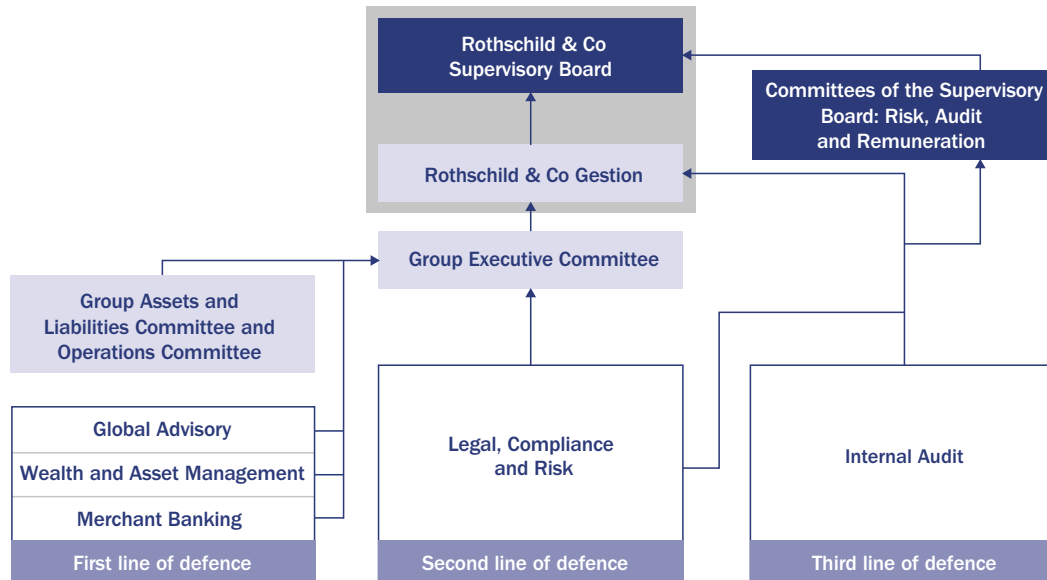 Rothschild & Co
Supervisory Board
Committees of the Supervisory
Board: Risk, Audit
and Remuneration
Rothschild & Co Gestion
Group Executive Committee
Group Assets and
Liabilities Committee and
Operations Committee
Global Advisory
Wealth and Asset Management
Merchant Banking
First line of defence
Legal, Compliance
and Risk
Second line of defence
Internal Audit
Third line of defence